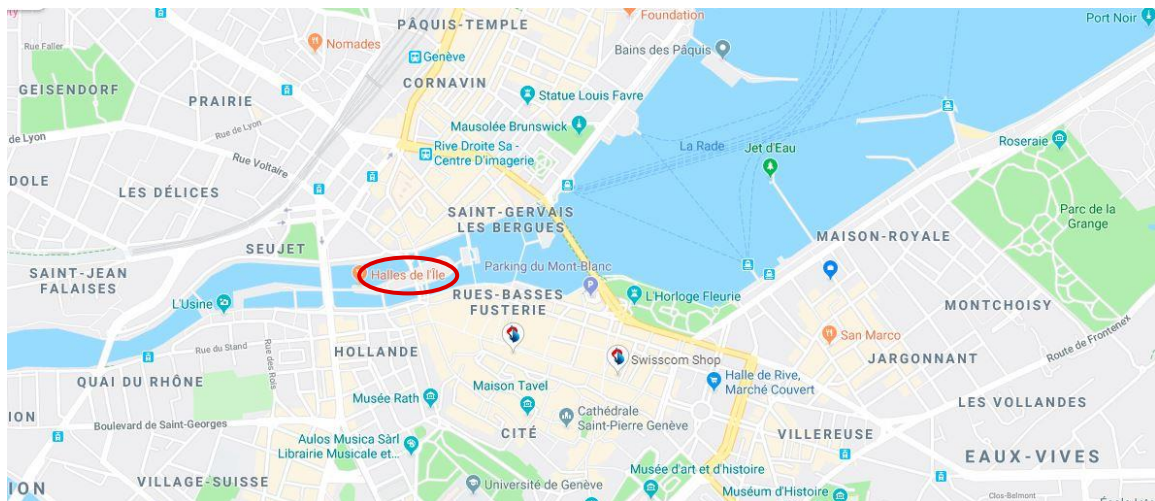 PÂQUIS-TEMPLE
Foundation
Port Noir
Rue Faller
Nomades
Genève
Bains des Pâquis
GEISENDORF
CORNAVIN
PRAIRIE
Statue Louis Favre
Rue de Lyon
Mausolée Brunswick
de Lyon
Rive Droite Sa -
Centre D'imagerie
La Rade
Jet d'Eau
Roseraie
Rue Voltaire
DOLE
LES DÉLICES
SAINT-GERVAIS
LES BERGUES
Parc de la
Grange
SEUJET
MAISON-ROYALE
SAINT-JEAN
FALAISES
Halles de l'Île
Parking du Mont-Blanc
L'Usine
RUES-BASSES
FUSTERIE
L'Horloge Fleurie
MONTCHOISY
San Marco
Rue du Stand
Rue des Rois
HOLLANDE
Swisscom Shop
JARGONNANT
Route de Frontenex
QUAI DU RHÔNE
Maison Tavel
Halle de Rive,
Marché Couvert
Musée Rath
LES VOLLANDES
ION
Boulevard de Saint-Georges
Cathédrale
Saint-Pierre Genève
Aulos Musica Sàrl
Librairie Musicale et...
CITÉ
VILLEREUSE
EAUX-VIVES
Musée d'art et d'histoire
ION
VILLAGE-SUISSE
Université de Genève
Muséum d'Histoire
Clos-Belmont